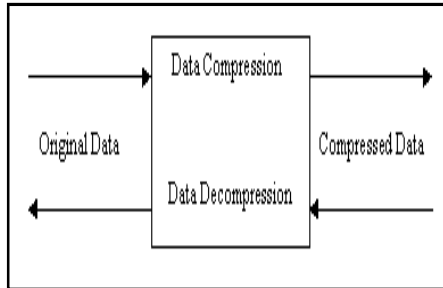 Data Compression
Original Data
Compressed Data
Data Decompression